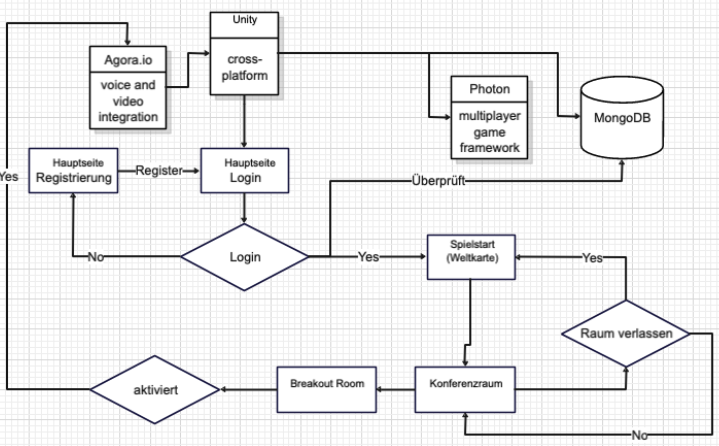 Unity
cross-
platform
Agora.io
voice and
video
integration
Photon
multiplayer
game
framework
MongoDB
Hauptseite
Registrierung
Register
Hauptseite
Login
Yes
Überprüft
No
Login
Yes
Spielstart
(Weltkarte)
Yes
Raum verlassen
aktiviert
Breakout Room
Konferenzraum
No